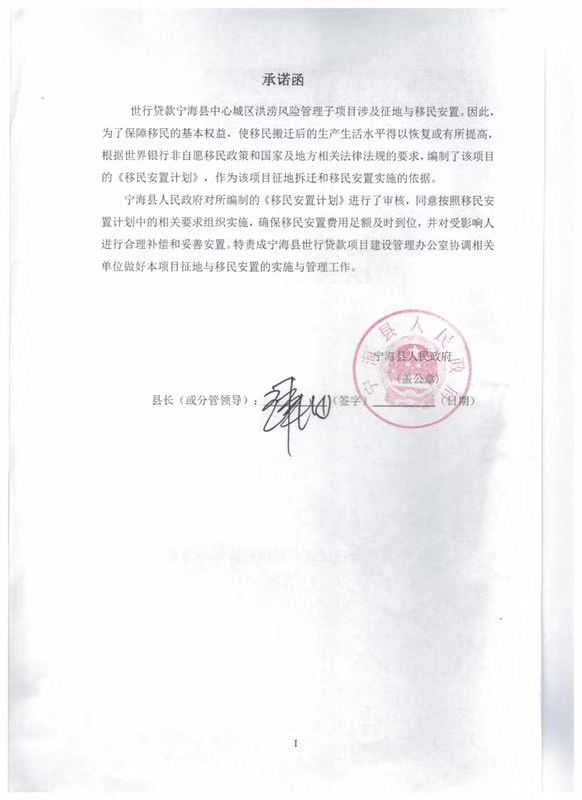 承诺函
世行贷款宁海县中心城区洪涝风险管理子项目涉及征地与移民安置。因此，
为了保障移民的基本权益，使移民搬迁后的生产生活水平得以恢复或有所提高，
根据世界银行非自愿移民政策和国家及地方相关法律法规的要求，编制了该项目
的《移民安置计划》，作为该项目征地拆迁和移民安置实施的依据。
宁海县人民政府对所编制的《移民安置计划》进行了审核，同意按照移民安
置计划中的相关要求组织实施，确保移民安置费用足额及时到位，并对受影响人
进行合理补偿和妥善安置。特责成宁海县世行贷款项目建设管理办公室协调相关
单位做好本项目征地与移民安置的实施与管理工作。
宁海县人民政府
宁海县人民政府
（盖公章）
县长（或分管领导）：（签字）（日期）
I